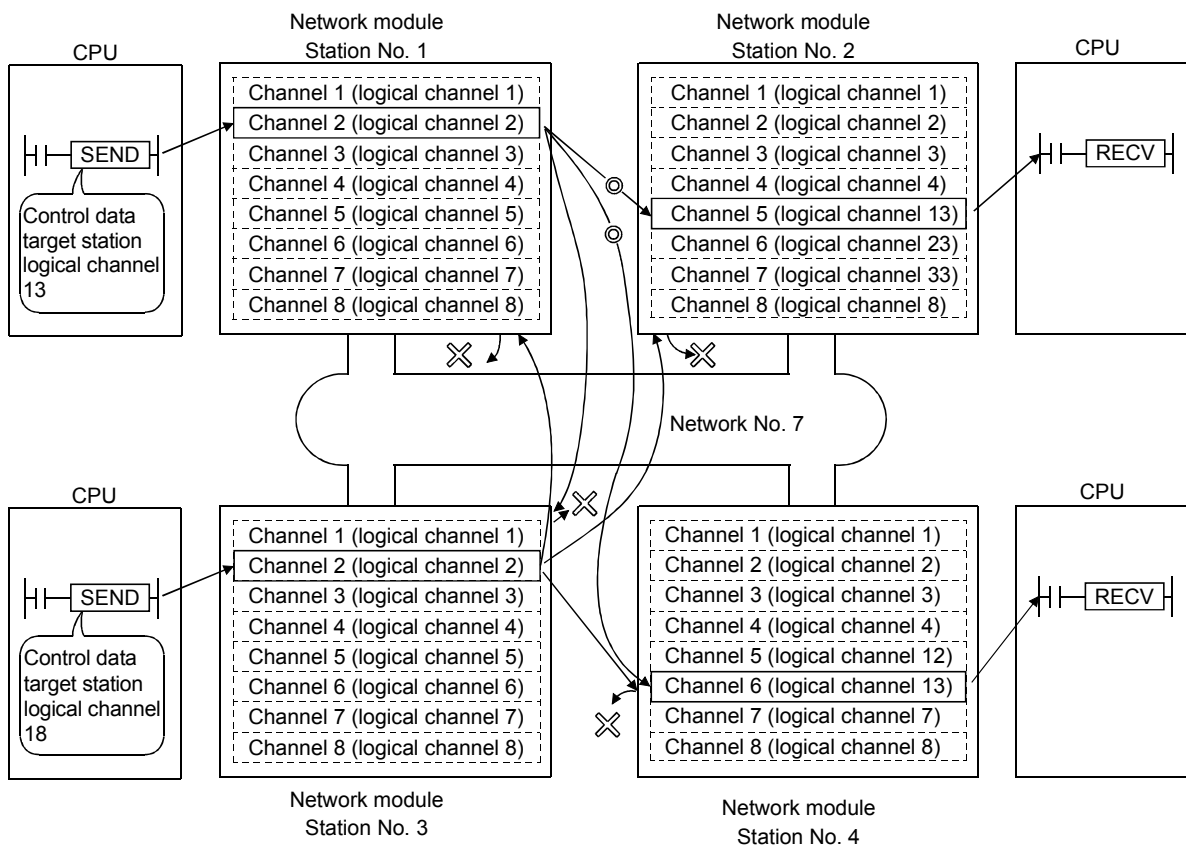 CPU
SEND
Control data
target station
logical channel
13
Network module
Station No. 1
Channel 1 (logical channel 1)
Channel 2 (logical channel 2)
Channel 3 (logical channel 3)
Channel 4 (logical channel 4)
Channel 5 (logical channel 5)
Channel 6 (logical channel 6)
Channel 7 (logical channel 7)
Channel 8 (logical channel 8)
Network module
Station No. 2
Channel 1 (logical channel 1)
Channel 2 (logical channel 2)
Channel 3 (logical channel 3)
Channel 4 (logical channel 4)
Channel 5 (logical channel 13)
Channel 6 (logical channel 23)
Channel 7 (logical channel 33)
Channel 8 (logical channel 8)
CPU
RECV
Network No. 7
CPU
SEND
Control data
target station
logical channel
18
Channel 1 (logical channel 1)
Channel 2 (logical channel 2)
Channel 3 (logical channel 3)
Channel 4 (logical channel 4)
Channel 5 (logical channel 5)
Channel 6 (logical channel 6)
Channel 7 (logical channel 7)
Channel 8 (logical channel 8)
Network module
Station No. 3
Channel 1 (logical channel 1)
Channel 2 (logical channel 2)
Channel 3 (logical channel 3)
Channel 4 (logical channel 4)
Channel 5 (logical channel 12)
Channel 6 (logical channel 13)
Channel 7 (logical channel 7)
Channel 8 (logical channel 8)
Network module
Station No. 4
CPU
RECV